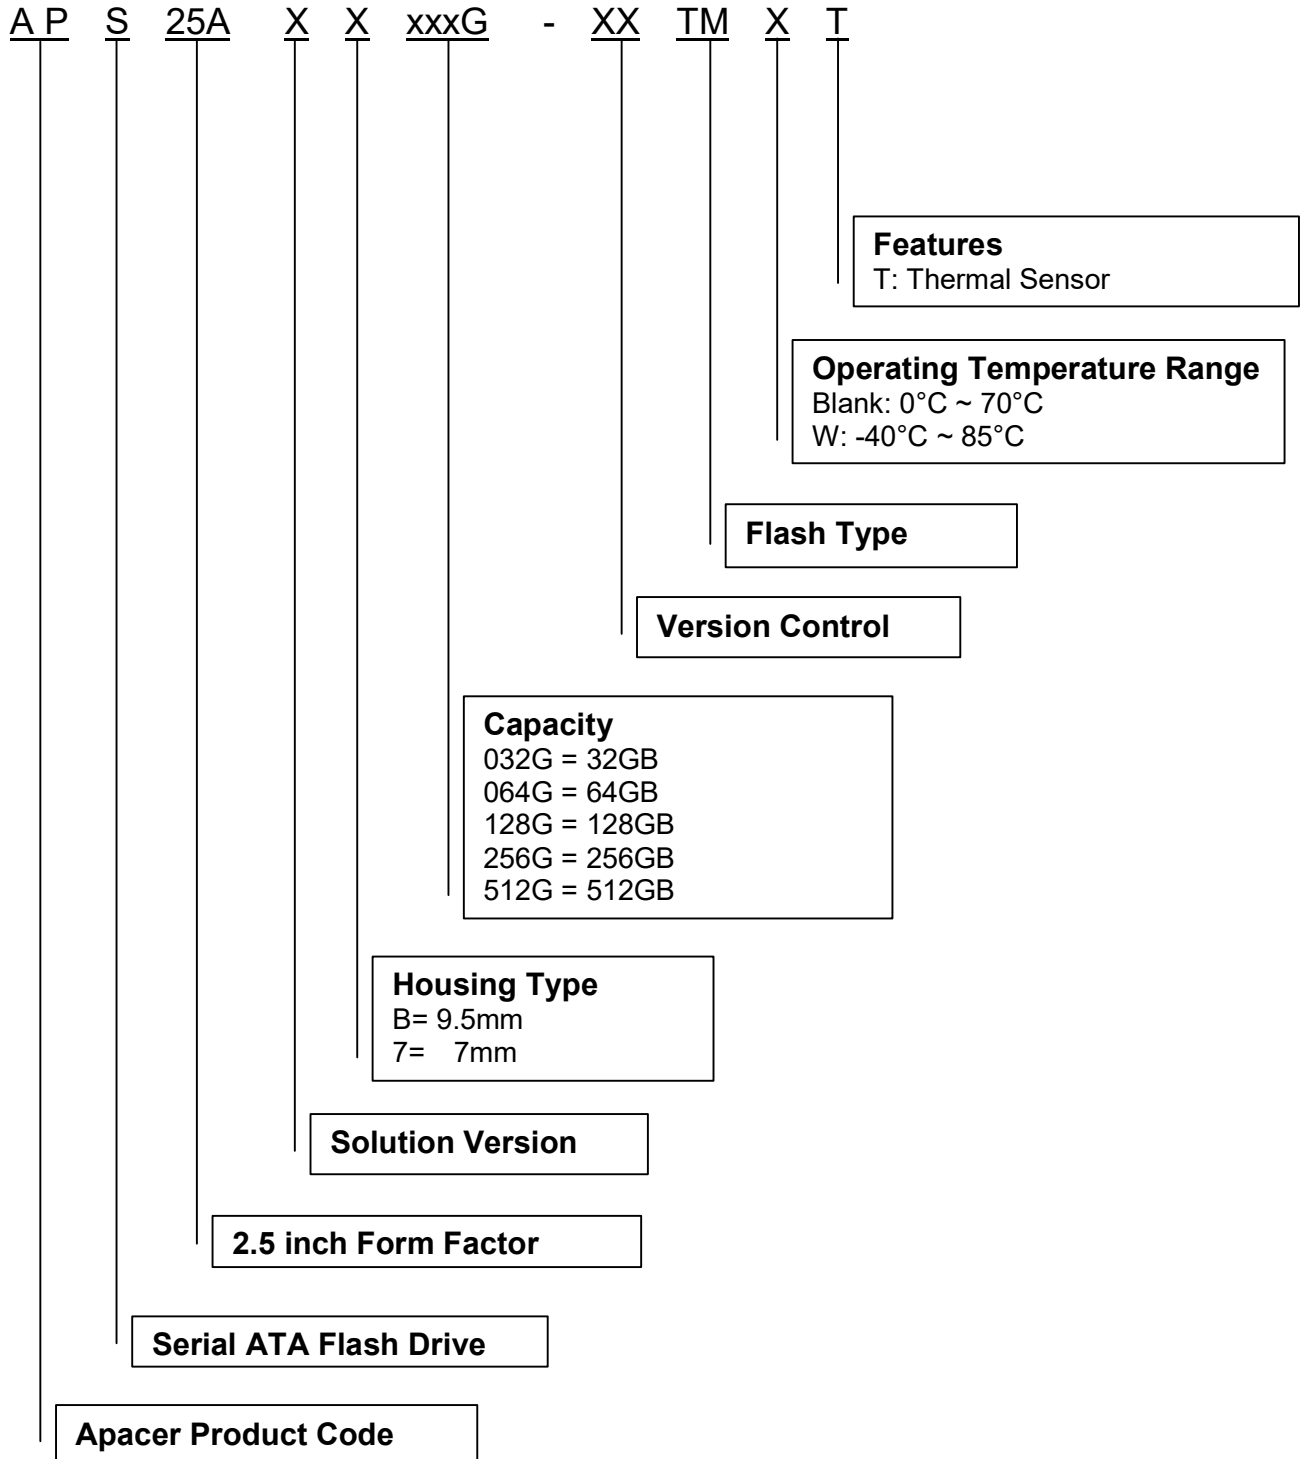 A P S 25A X X xxxG - XX TM X T
Features
T: Thermal Sensor
Operating Temperature Range
Blank: 0°C ~ 70°C
W: -40°C ~ 85°C
Flash Type
Version Control
Capacity
032G = 32GB
064G = 64GB
128G = 128GB
256G = 256GB
512G = 512GB
Housing Type
B= 9.5mm
7= 7mm
Solution Version
2.5 inch Form Factor
Serial ATA Flash Drive
Apacer Product Code